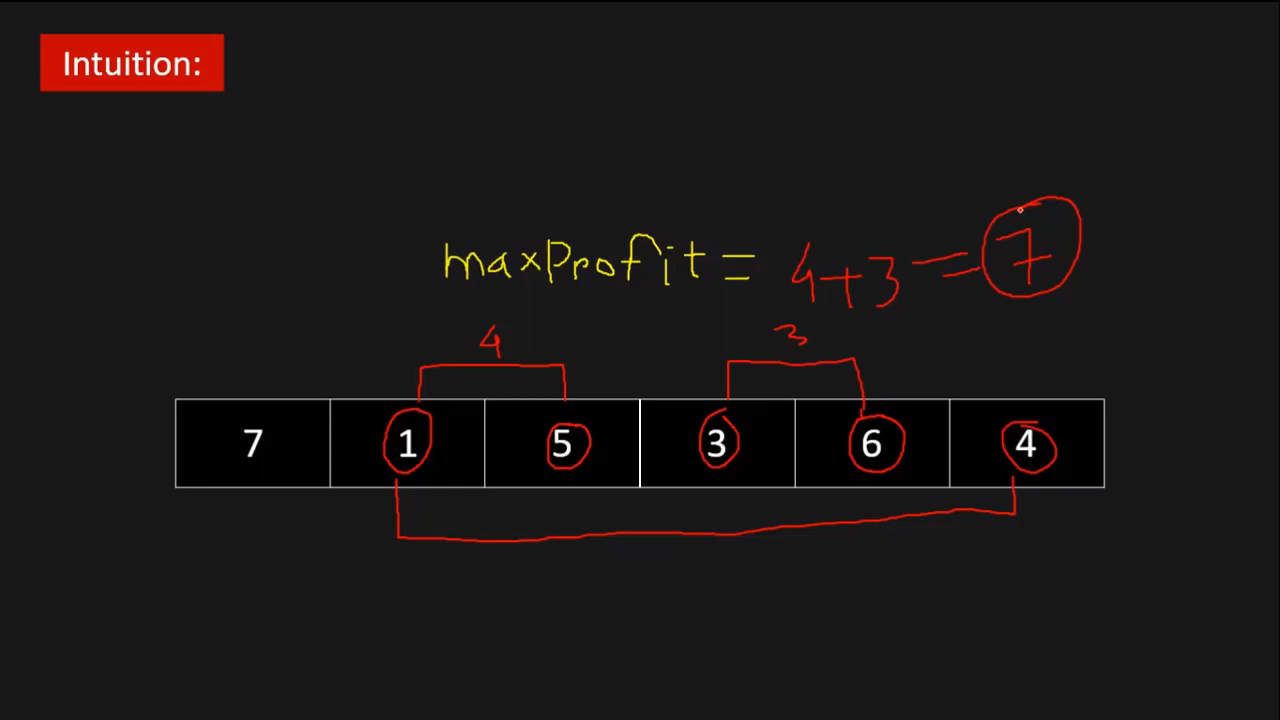 Intuition:
maxProfit = 4+3 = 7
4 3
7 1 5 3 6 4